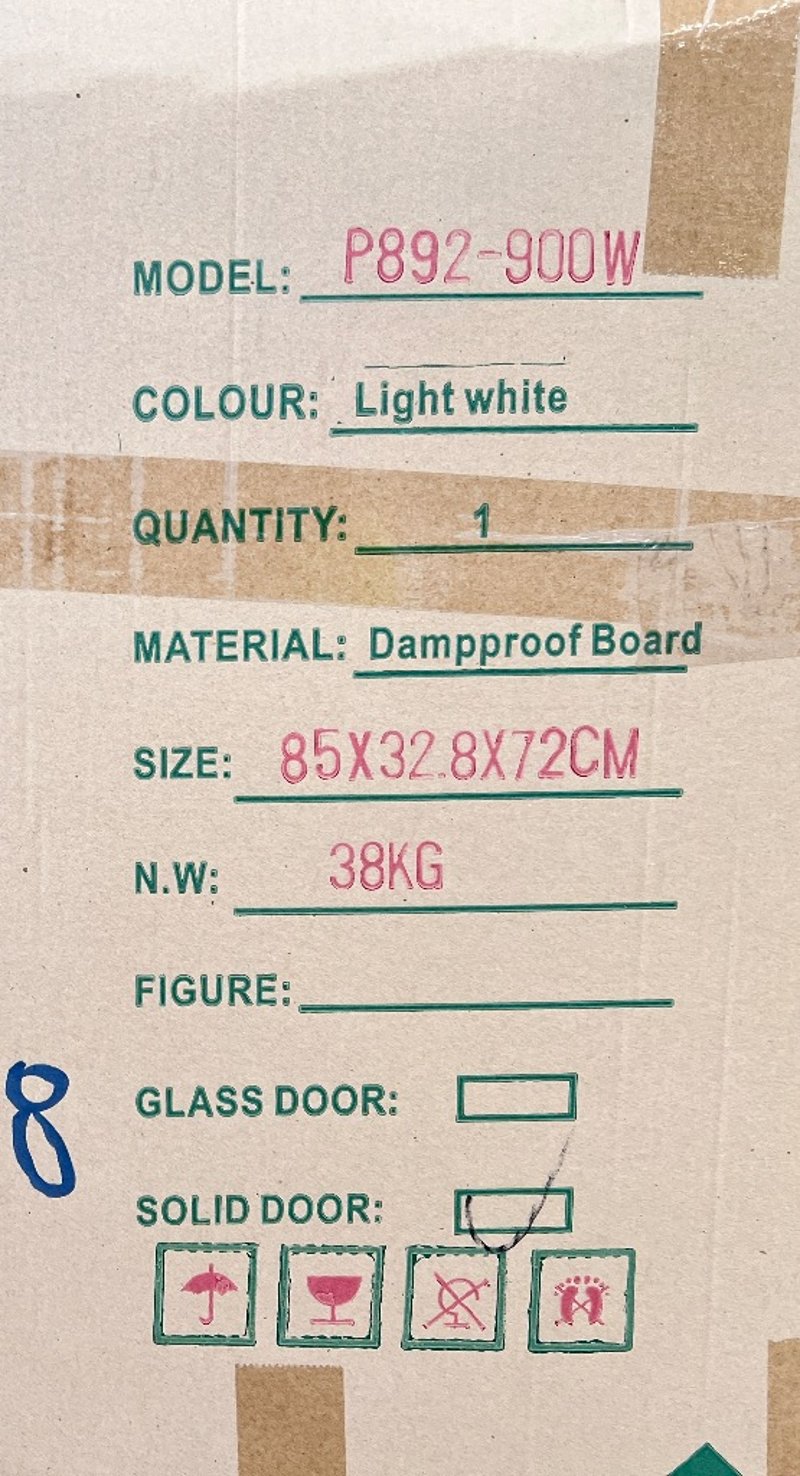 MODEL: P892-900W
COLOUR: Light white
QUANTITY: 1
MATERIAL: Dampproof Board
SIZE: 85X32.8X72CM
N.W: 38KG
FIGURE:
8
GLASS DOOR:
SOLID DOOR: